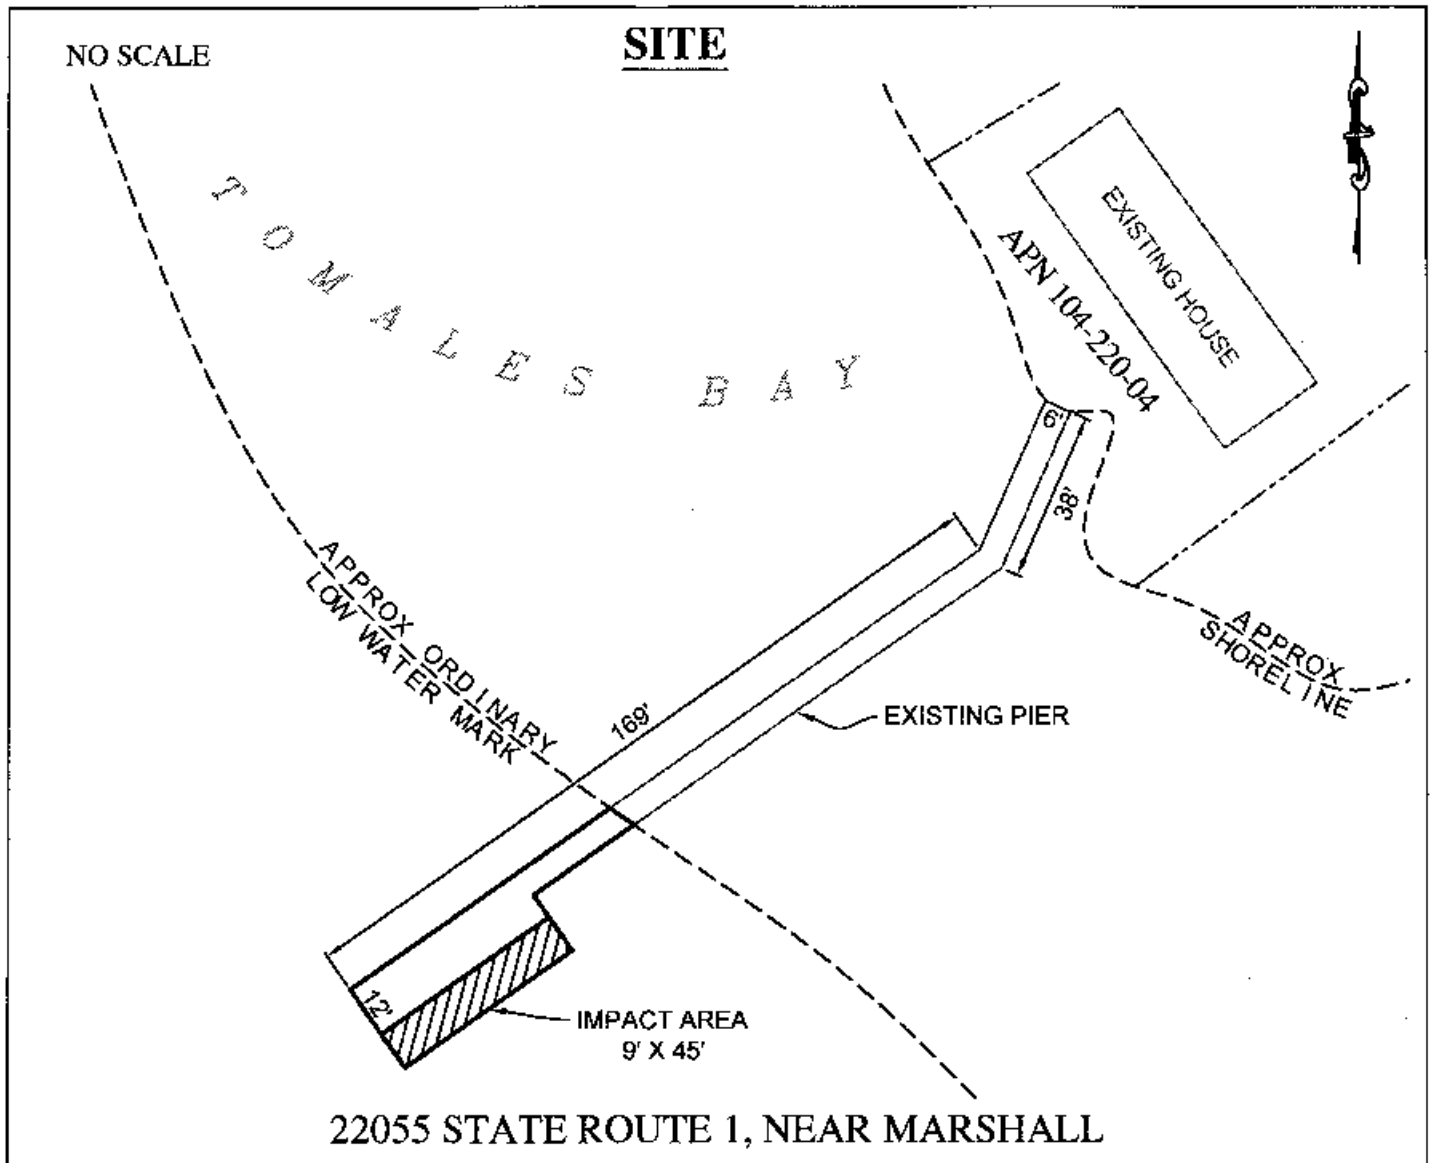 SITE
NO SCALE
TOMALES BAY
EXISTING HOUSE
APN 104-220-04
6'
38'
APPROX ORDINARY
LOW WATER MARK
169'
EXISTING PIER
APPROX
SHORELINE
12'
IMPACT AREA
9' X 45'
22055 STATE ROUTE 1, NEAR MARSHALL